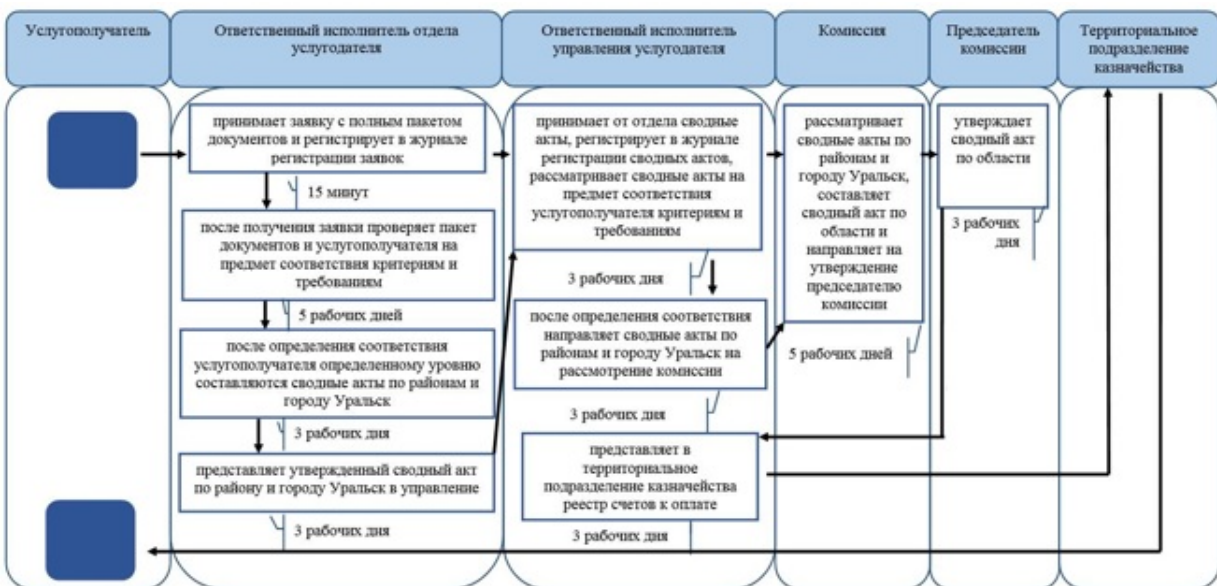 Услугополучатель
Ответственный исполнитель отдела
услугодателя
Ответственный исполнитель
управления услугодателя
Комиссия
Председатель
комиссии
Территориальное
подразделение
казначейства
принимает заявку с полным пакетом
документов и регистрирует в журнале
регистрации заявок
15 минут
после получения заявки проверяет пакет
документов и услугополучателя на
предмет соответствия критериям и
требованиям
5 рабочих дней
после определения соответствия
услугополучателя определенному уровню
составляются сводные акты по районам и
городу Уральск
3 рабочих дня
представляет утвержденный сводный акт
по району и городу Уральск в управление
3 рабочих дня
принимает от отдела сводные
акты, регистрирует в журнале
регистрации сводных актов,
рассматривает сводные акты на
предмет соответствия
услугополучателя критериям и
требованиям
3 рабочих дня
после определения соответствия
направляет сводные акты по
районам и городу Уральск на
рассмотрение комиссии
3 рабочих дня
представляет в
территориальное
подразделение казначейства
реестр счетов к оплате
3 рабочих дня
рассматривает
сводные акты по
районам и
городу Уральск,
составляет
сводный акт по
области и
направляет на
утверждение
председателю
комиссии
5 рабочих дней
утверждает
сводный акт
по области
3 рабочих
дня